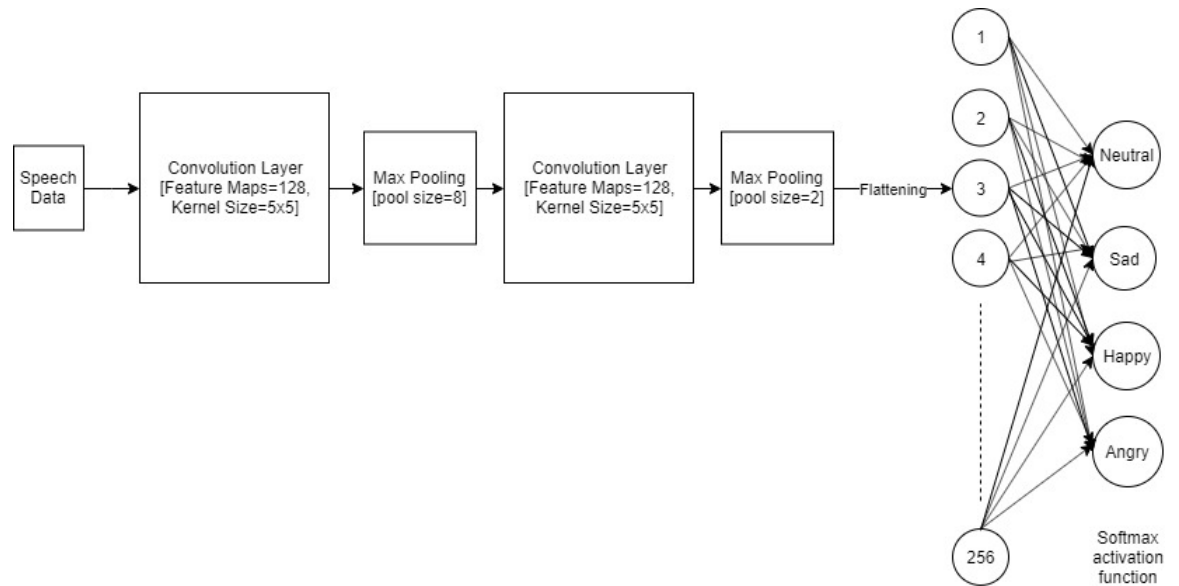 Speech
Data
Convolution Layer
[Feature Maps=128,
Kernel Size=5x5]
Max Pooling
[pool size=8]
Convolution Layer
[Feature Maps=128,
Kernel Size=5x5]
Max Pooling
[pool size=2]
Flattening
1
2
3
4
256
Neutral
Sad
Happy
Angry
Softmax
activation
function